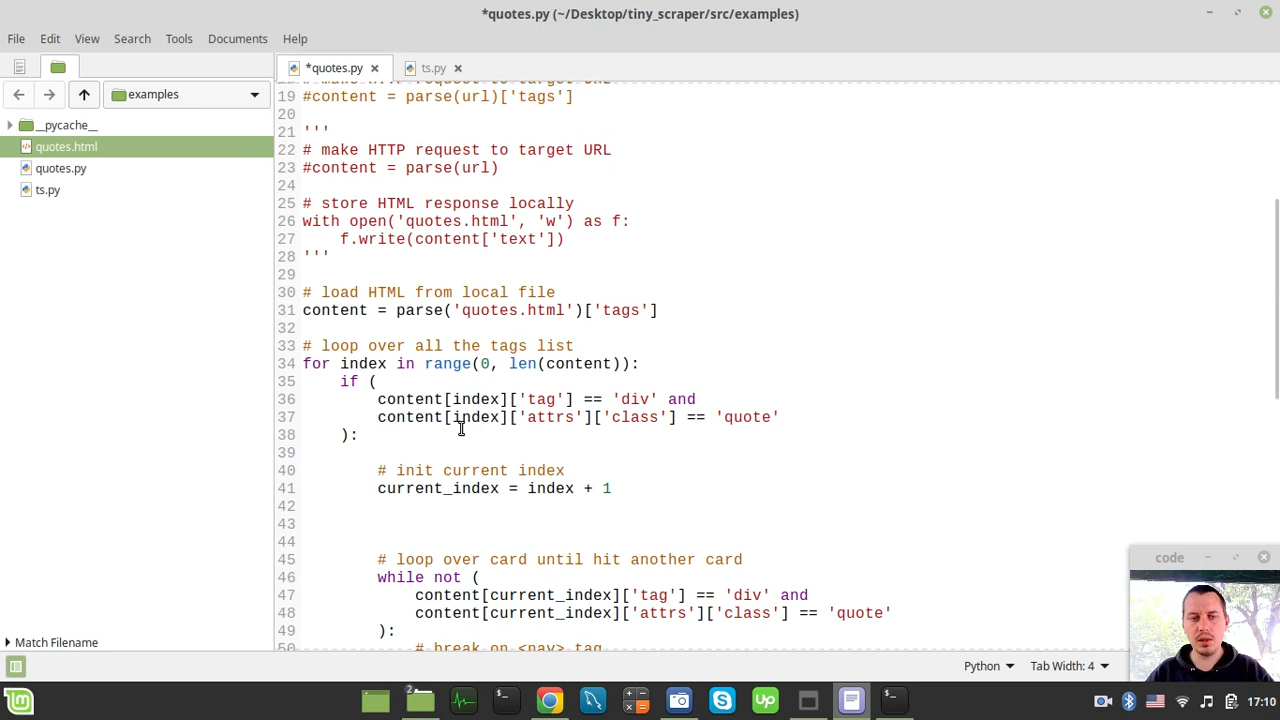 *quotes.py (~/Desktop/tiny_scraper/src/examples)
File Edit View Search Tools Documents Help
*quotes.py ts.py
examples
__pycache__
quotes.html
quotes.py
ts.py
19 #content = parse(url)['tags']
20
21 '''
22 # make HTTP request to target URL
23 #content = parse(url)
24
25 # store HTML response locally
26 with open('quotes.html', 'w') as f:
27     f.write(content['text'])
28 '''
29
30 # load HTML from local file
31 content = parse('quotes.html')['tags']
32
33 # loop over all the tags list
34 for index in range(0, len(content)):
35     if (
36         content[index]['tag'] == 'div' and
37         content[index]['attrs']['class'] == 'quote'
38     ):
39
40         # init current index
41         current_index = index + 1
42
43
44
45         # loop over card until hit another card
46         while not (
47             content[current_index]['tag'] == 'div' and
48             content[current_index]['attrs']['class'] == 'quote'
49         ):
50             # break on <nav> tag
code
Match Filename
Python Tab Width: 4
2
Up
17:10